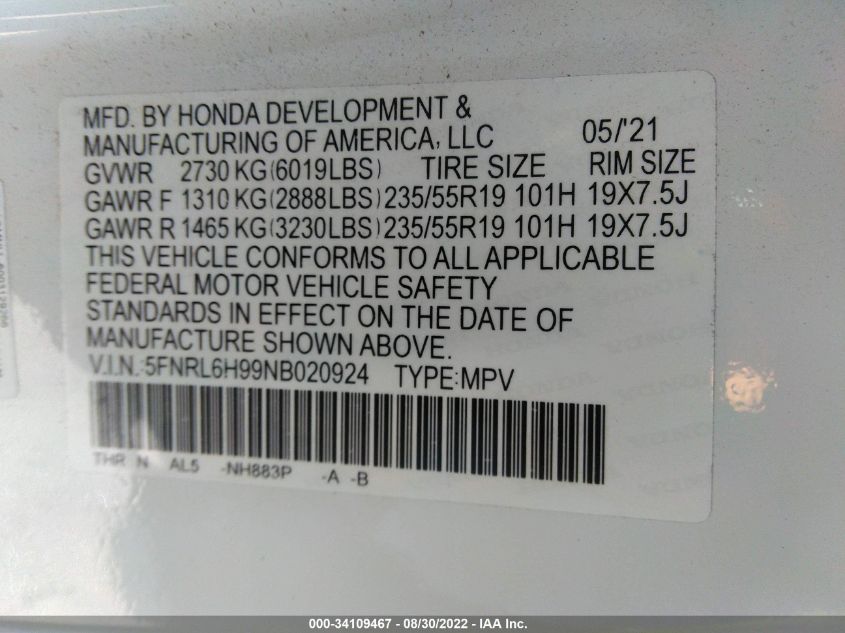 MFD. BY HONDA DEVELOPMENT &
MANUFACTURING OF AMERICA, LLC 05/'21
GVWR 2730 KG(6019LBS) TIRE SIZE RIM SIZE
GAWR F 1310 KG(2888LBS) 235/55R19 101H 19X7.5J
GAWR R 1465 KG(3230LBS) 235/55R19 101H 19X7.5J
THIS VEHICLE CONFORMS TO ALL APPLICABLE
FEDERAL MOTOR VEHICLE SAFETY
STANDARDS IN EFFECT ON THE DATE OF
MANUFACTURE SHOWN ABOVE.
V.I.N.:5FNRL6H99NB020924 TYPE:MPV
THR N AL5 -NH883P -A -B
000-34109467 - 08/30/2022 - IAA Inc.